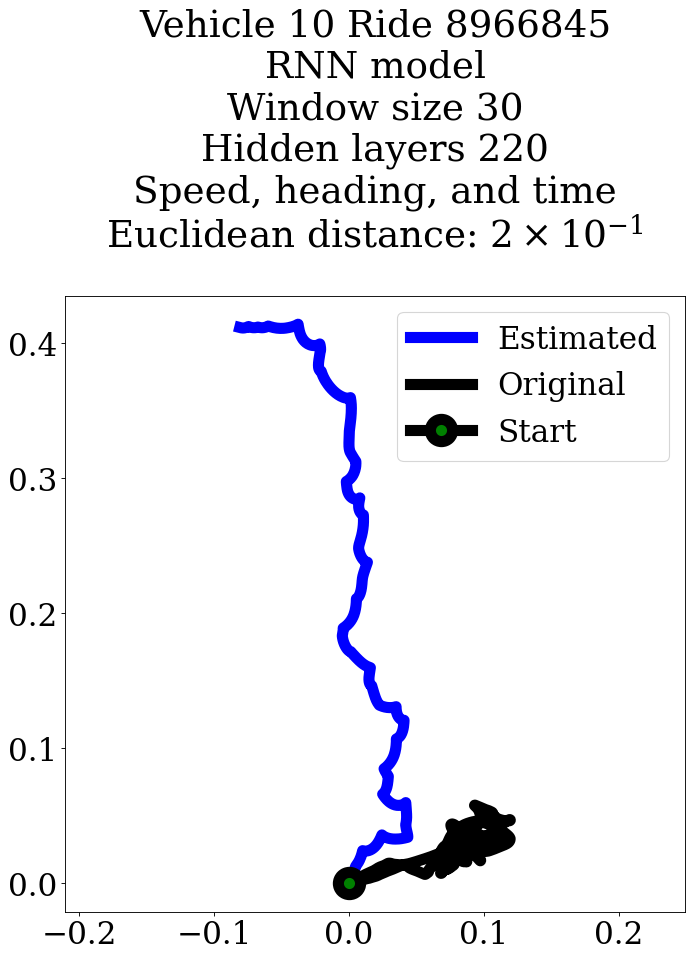 Vehicle 10 Ride 8966845
RNN model
Window size 30
Hidden layers 220
Speed, heading, and time
Euclidean distance: 2 × 10⁻¹
Estimated
Original
Start
0.4
0.3
0.2
0.1
0.0
−0.2 −0.1 0.0 0.1 0.2